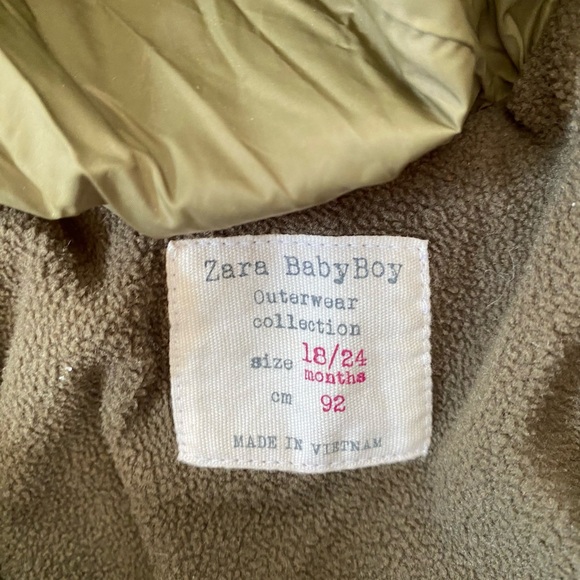 Zara BabyBoy
Outerwear
collection
size 18/24
months
cm 92
MADE IN VIETNAM